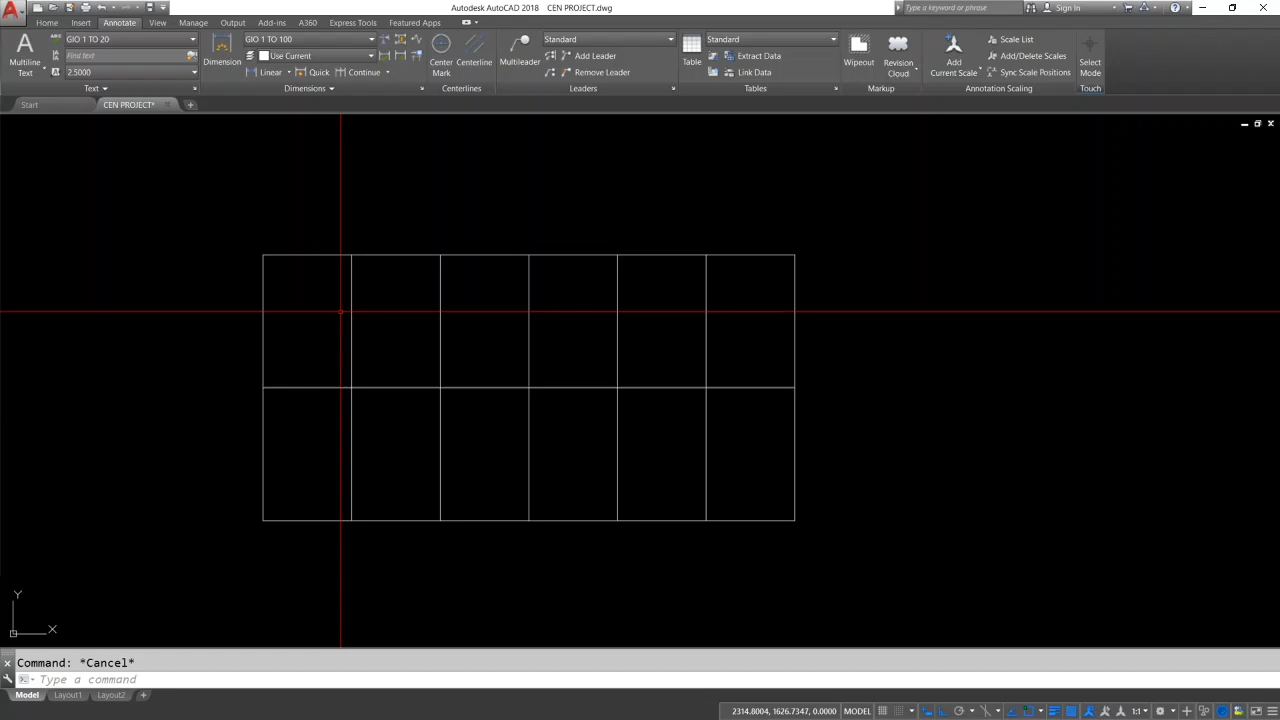 Autodesk AutoCAD 2018 CEN PROJECT.dwg
Type a keyword or phrase
Sign In
Home Insert Annotate View Manage Output Add-ins A360 Express Tools Featured Apps
GIO 1 TO 20
Find text
2.5000
Multiline Text
Text
Dimension
GIO 1 TO 100
Use Current
Linear Quick Continue
Dimensions
Center Mark
Centerline
Centerlines
Multileader
Standard
Add Leader
Remove Leader
Leaders
Table
Standard
Extract Data
Link Data
Tables
Wipeout
Revision Cloud
Markup
Add Current Scale
Scale List
Add/Delete Scales
Sync Scale Positions
Annotation Scaling
Select Mode
Touch
Start CEN PROJECT*
Y
X
Command: *Cancel*
Type a command
Model Layout1 Layout2
2314.8004, 1626.7347, 0.0000 MODEL 1:1